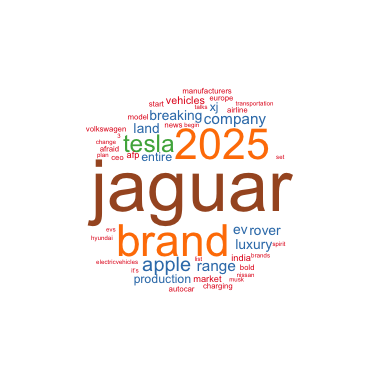 manufacturers
start vehicles europe
talks xj transportation
breaking airline
model company
volkswagen land news begin
3 tesla 2025
change
afraid
plan ceo afp entire set
jaguar
evs brand ev rover
hyundai luxury spirit
electricvehicles apple list range india brands
it's bold
production market nissan
musk
autocar charging